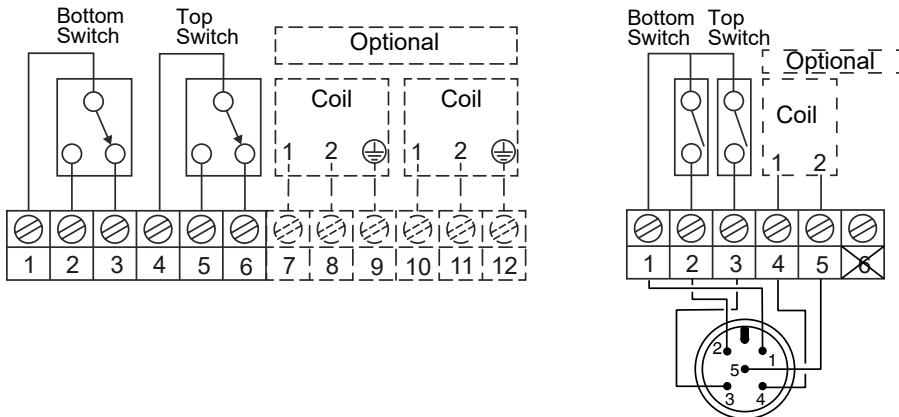 Bottom
Switch
Top
Switch
Optional
Coil
Coil
1 2
1 2
1 2 3 4 5 6 7 8 9 10 11 12
Bottom
Switch
Top
Switch
Optional
Coil
1 2
1 2 3 4 5 6
2 1
5
3 4